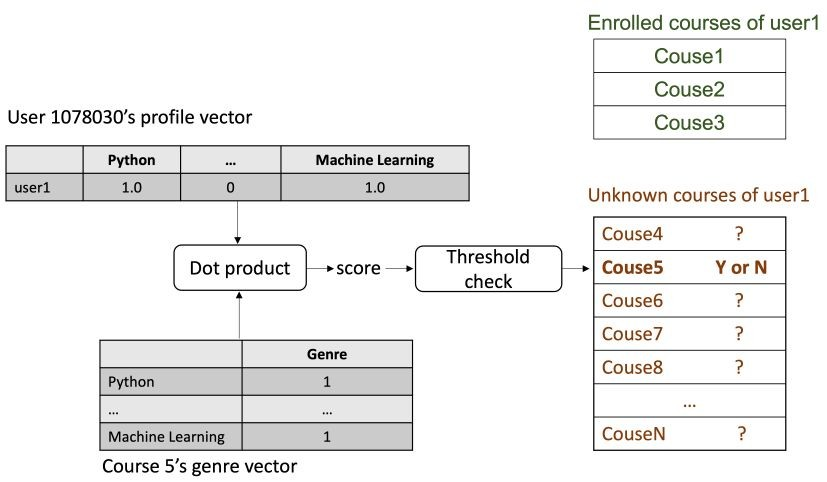 Enrolled courses of user1
Couse1
Couse2
Couse3
User 1078030’s profile vector
Python ... Machine Learning
user1 1.0 0 1.0
Dot product
score
Threshold
check
Genre
Python 1
... ...
Machine Learning 1
Course 5’s genre vector
Unknown courses of user1
Couse4 ?
Couse5 Y or N
Couse6 ?
Couse7 ?
Couse8 ?
...
CouseN ?